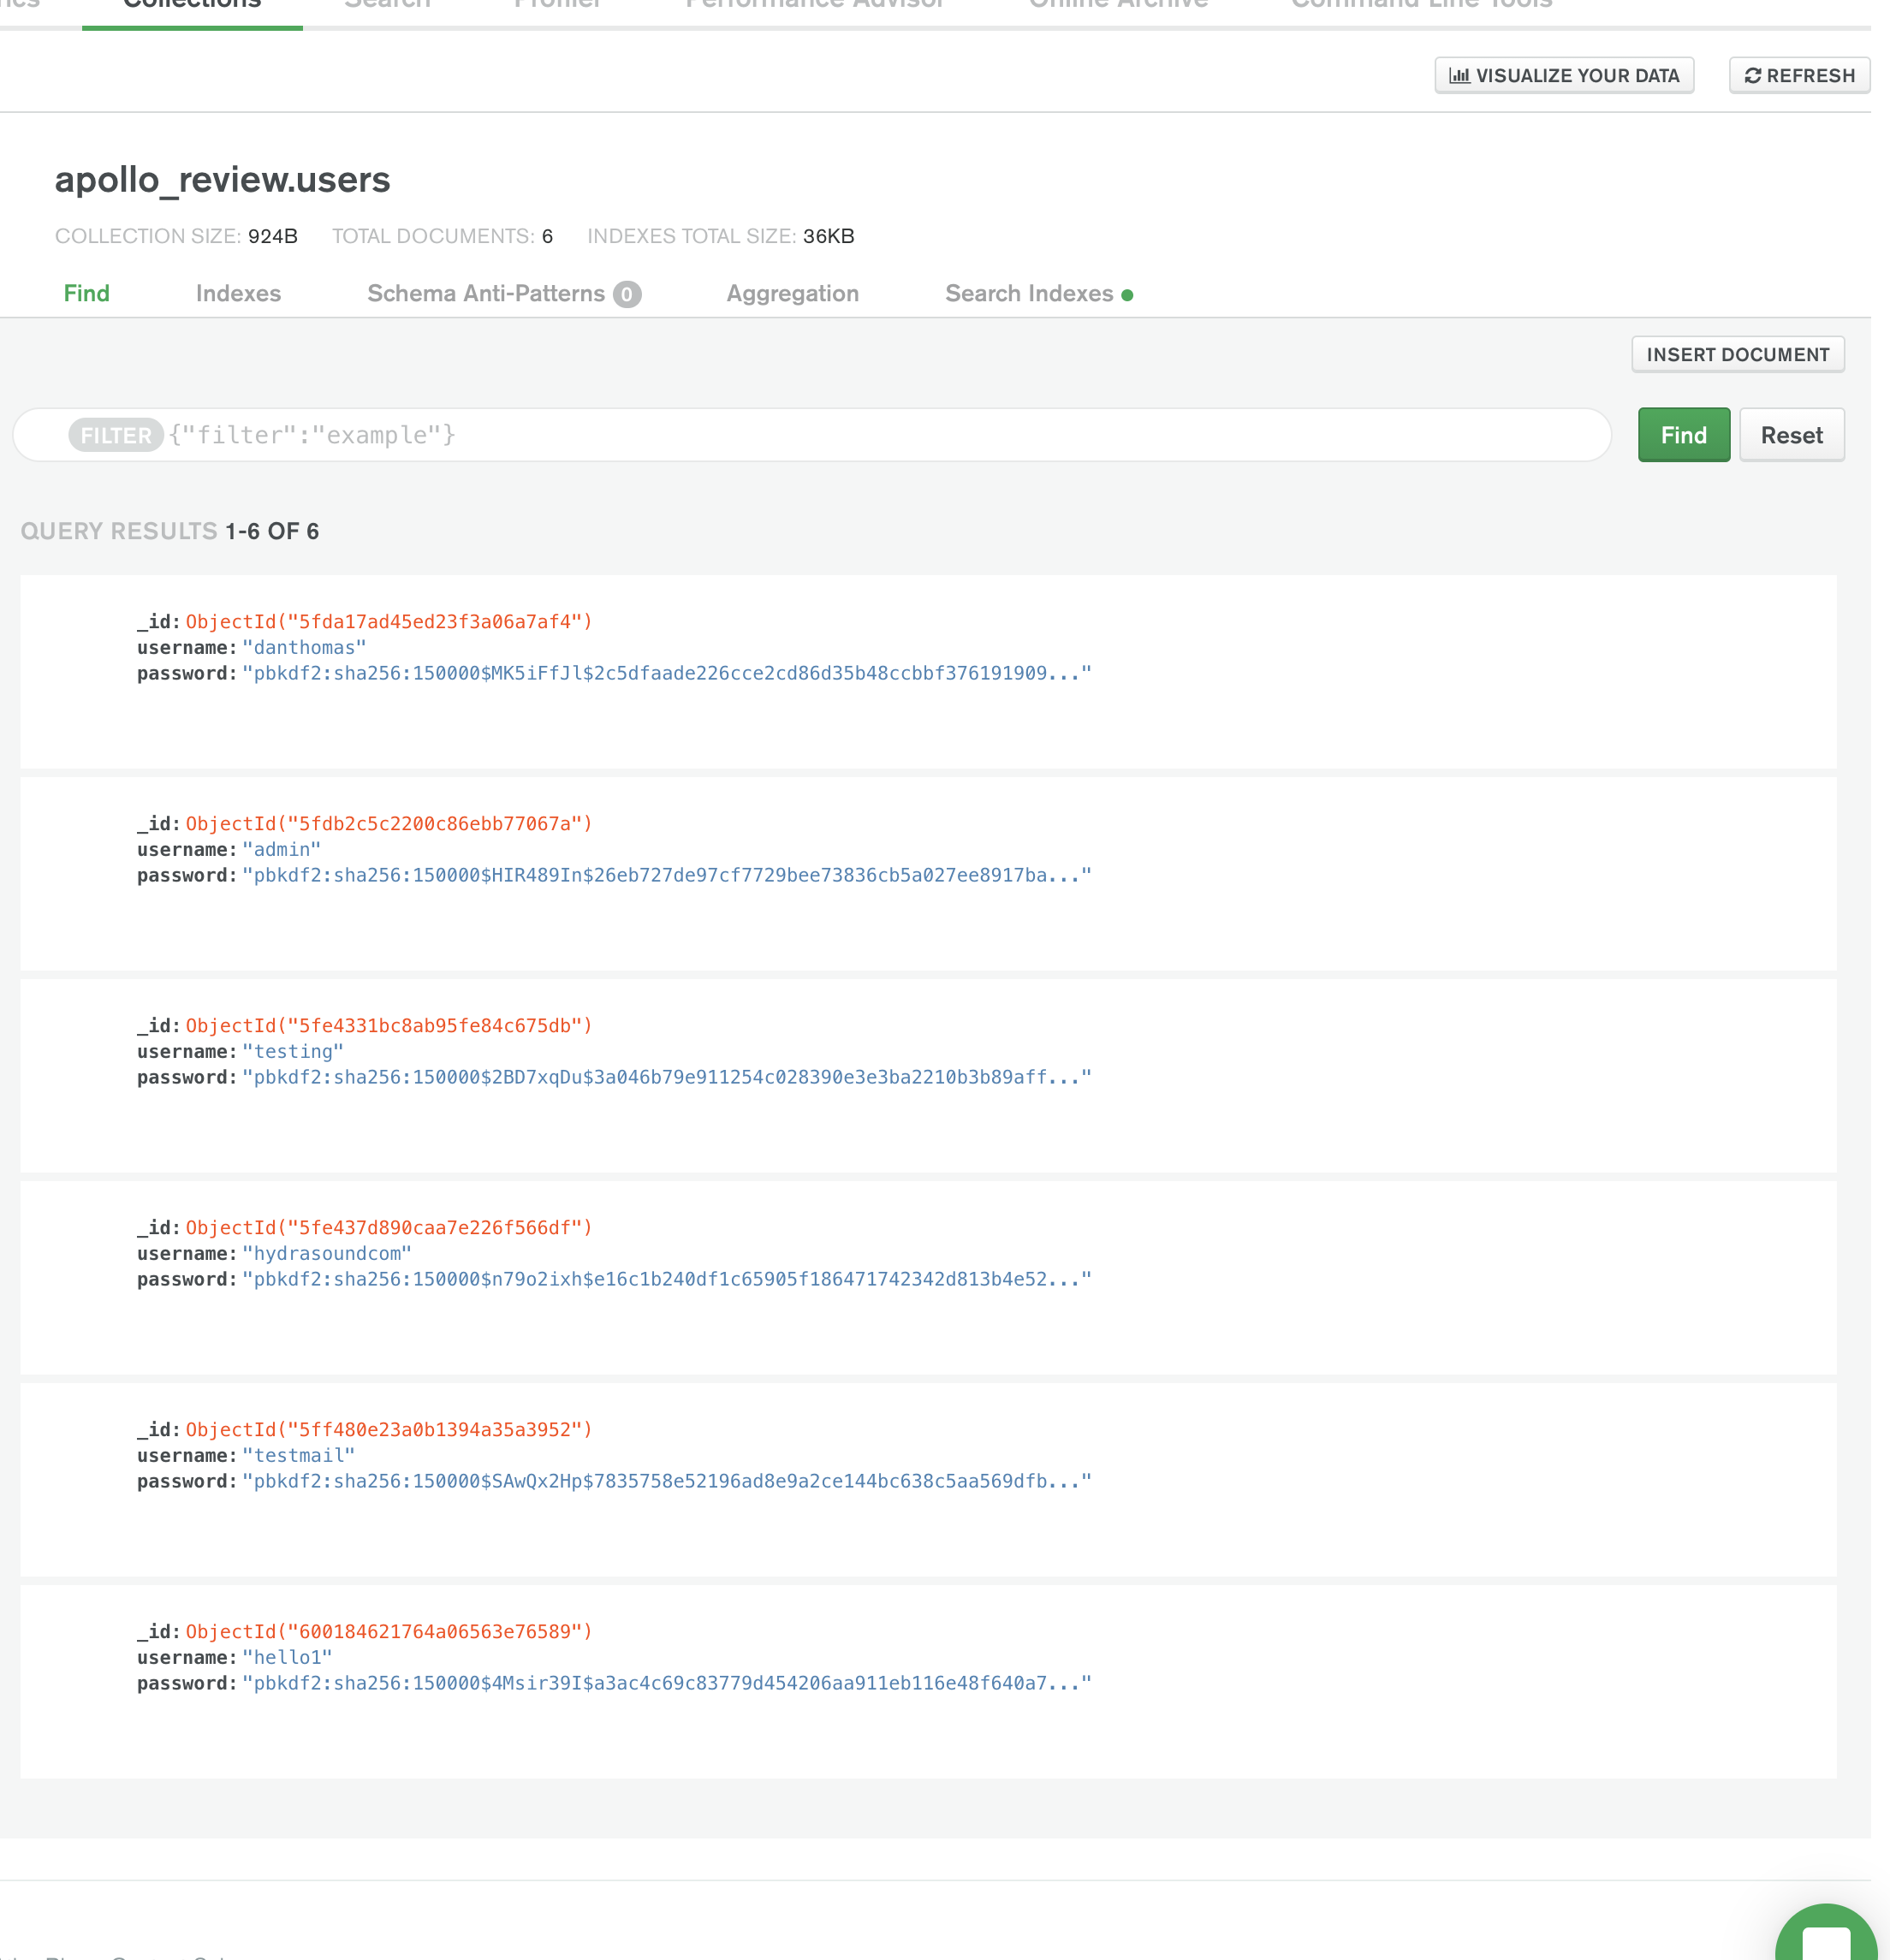 Collections Search Profiler Performance Advisor Online Archive Command Line Tools
VISUALIZE YOUR DATA REFRESH
apollo_review.users
COLLECTION SIZE: 924B TOTAL DOCUMENTS: 6 INDEXES TOTAL SIZE: 36KB
Find Indexes Schema Anti-Patterns 0 Aggregation Search Indexes
INSERT DOCUMENT
FILTER {"filter":"example"} Find Reset
QUERY RESULTS 1-6 OF 6
_id: ObjectId("5fda17ad45ed23f3a06a7af4")
username: "danthomas"
password: "pbkdf2:sha256:150000$MK5iFfJl$2c5dfaade226cce2cd86d35b48ccbbf376191909..."
_id: ObjectId("5fdb2c5c2200c86ebb77067a")
username: "admin"
password: "pbkdf2:sha256:150000$HIR489In$26eb727de97cf7729bee73836cb5a027ee8917ba..."
_id: ObjectId("5fe4331bc8ab95fe84c675db")
username: "testing"
password: "pbkdf2:sha256:150000$2BD7xqDu$3a046b79e911254c028390e3e3ba2210b3b89aff..."
_id: ObjectId("5fe437d890caa7e226f566df")
username: "hydrasoundcom"
password: "pbkdf2:sha256:150000$n79o2ixh$e16c1b240df1c65905f186471742342d813b4e52..."
_id: ObjectId("5ff480e23a0b1394a35a3952")
username: "testmail"
password: "pbkdf2:sha256:150000$SAwQx2Hp$7835758e52196ad8e9a2ce144bc638c5aa569dfb..."
_id: ObjectId("600184621764a06563e76589")
username: "hello1"
password: "pbkdf2:sha256:150000$4Msir39I$a3ac4c69c83779d454206aa911eb116e48f640a7..."